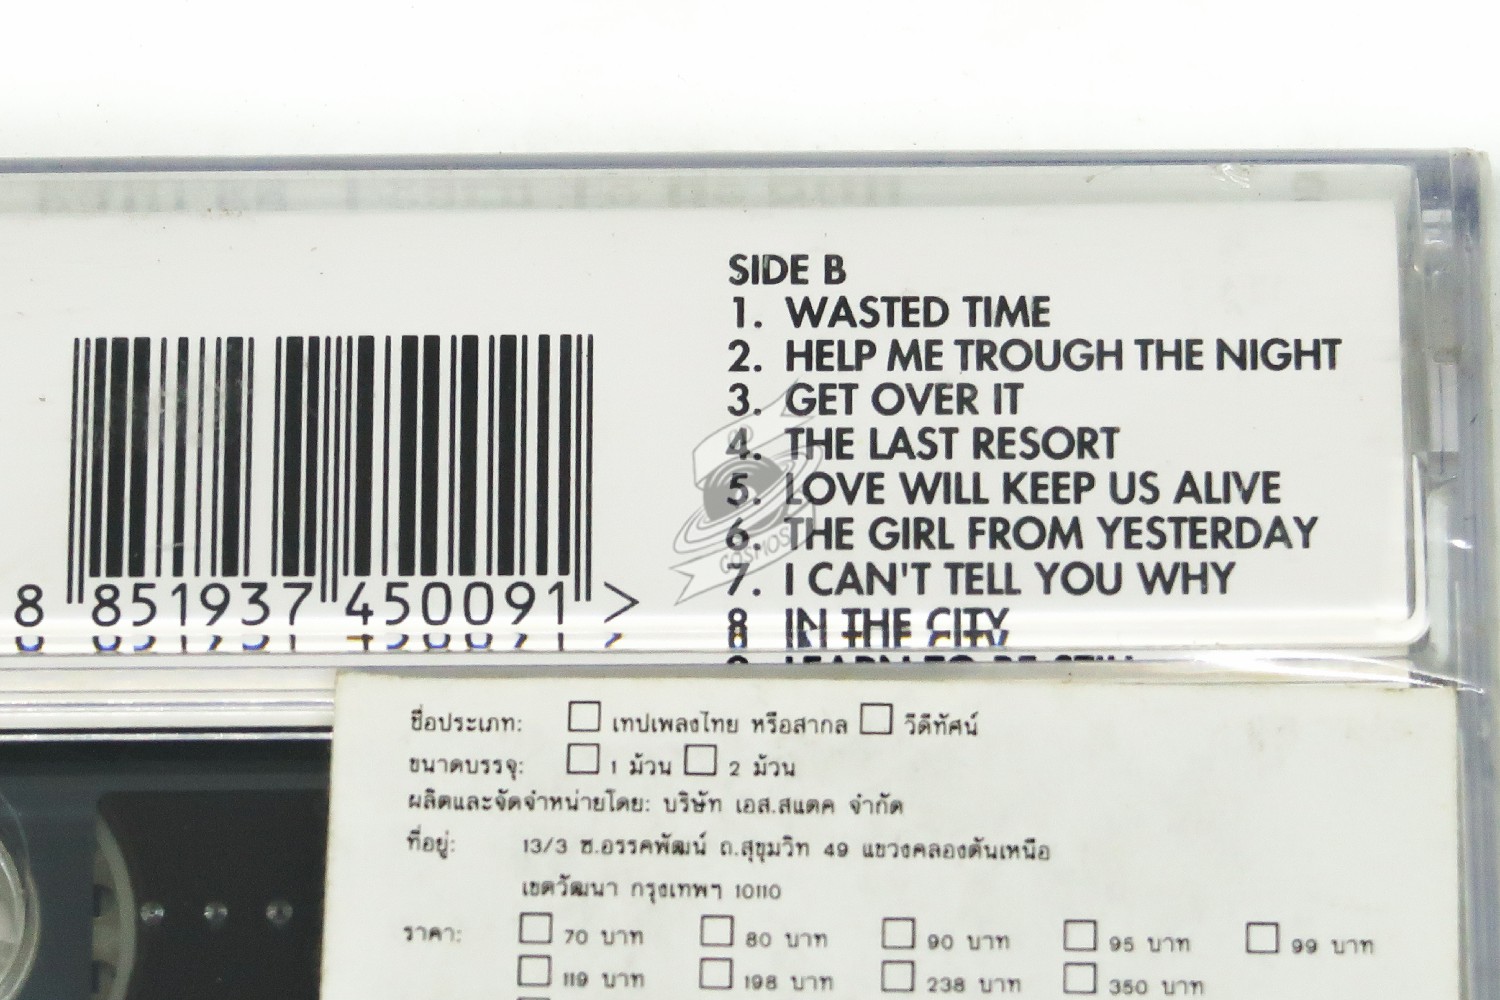 SIDE B
1. WASTED TIME
2. HELP ME TROUGH THE NIGHT
3. GET OVER IT
4. THE LAST RESORT
5. LOVE WILL KEEP US ALIVE
6. THE GIRL FROM YESTERDAY
7. I CAN'T TELL YOU WHY
8 IN THE CITY
9. LEARN TO BE STILL
8 851937 450091 >
COSMOS
ชื่อประเภท: เทปเพลงไทย หรือสากล วีดีทัศน์
ขนาดบรรจุ: 1 ม้วน 2 ม้วน
ผลิตและจัดจำหน่ายโดย: บริษัท เอส.สแตค จำกัด
ที่อยู่: 13/3 ซ.อรรคพัฒน์ ถ.สุขุมวิท 49 แขวงคลองตันเหนือ
เขตวัฒนา กรุงเทพฯ 10110
ราคา: 70 บาท 80 บาท 90 บาท 95 บาท 99 บาท
119 บาท 198 บาท 238 บาท 350 บาท